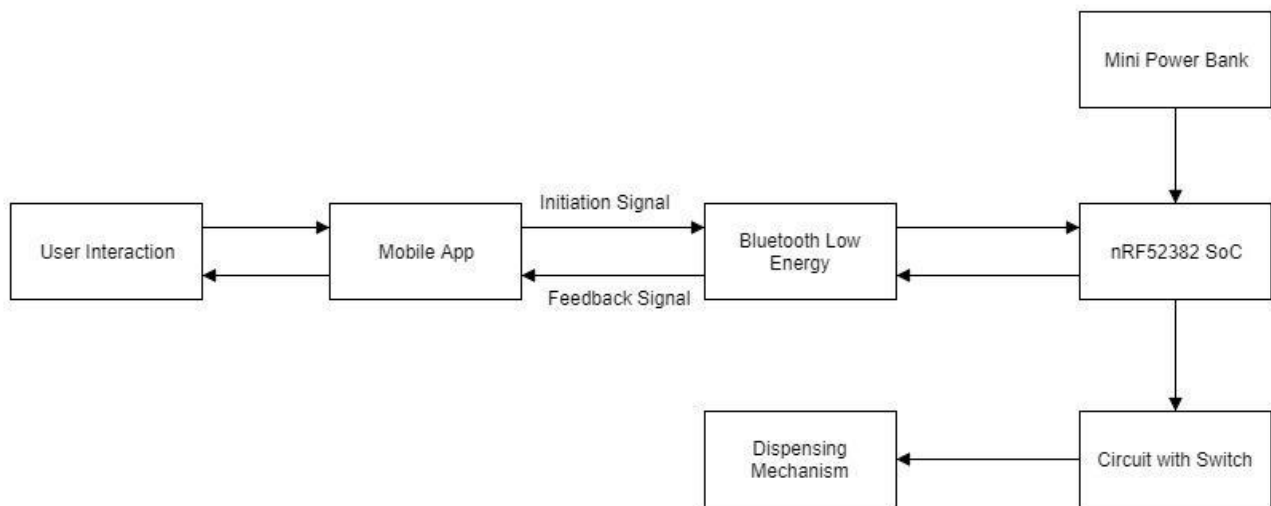 Mini Power Bank
Initiation Signal
User Interaction
Mobile App
Bluetooth Low
Energy
nRF52382 SoC
Feedback Signal
Dispensing
Mechanism
Circuit with Switch